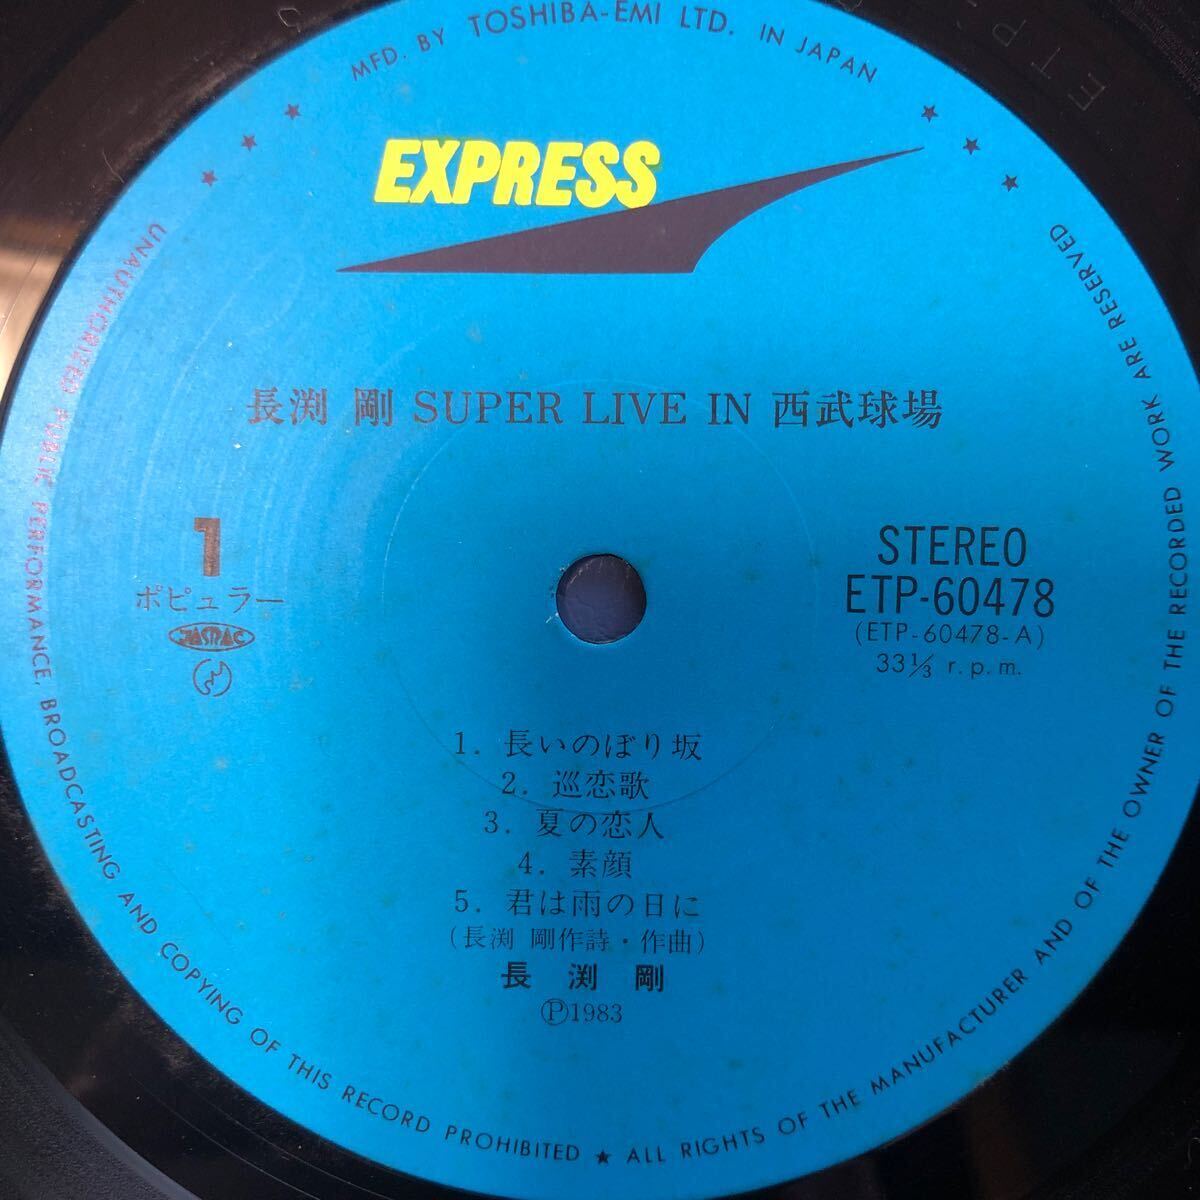 MFD. BY TOSHIBA-EMI LTD. IN JAPAN
EXPRESS
長渕 剛 SUPER LIVE IN 西武球場
1
ポピュラー
JASRAC
STEREO
ETP-60478
(ETP-60478-A)
33⅓ r.p.m.
1. 長いのぼり坂
2. 巡恋歌
3. 夏の恋人
4. 素顔
5. 君は雨の日に
(長渕 剛作詩・作曲)
長渕剛
Ⓟ1983
UNAUTHORIZED PUBLIC PERFORMANCE, BROADCASTING AND COPYING OF THIS RECORD PROHIBITED ★ ALL RIGHTS OF THE MANUFACTURER AND OF THE OWNER OF THE RECORDED WORK ARE RESERVED